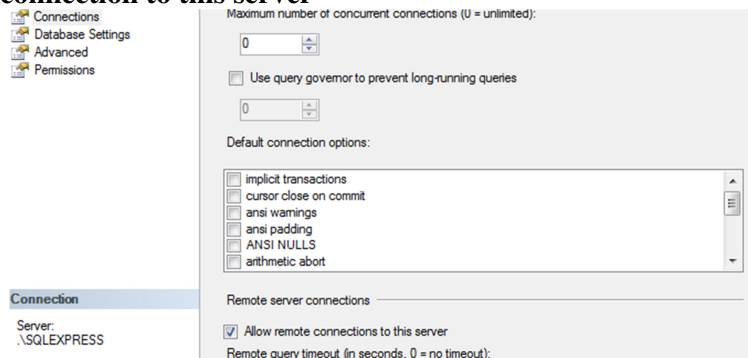 connection to this server
Connections
Database Settings
Advanced
Permissions
Maximum number of concurrent connections (0 = unlimited):
0
Use query governor to prevent long-running queries
0
Default connection options:
implicit transactions
cursor close on commit
ansi warnings
ansi padding
ANSI NULLS
arithmetic abort
Connection
Server:
.\SQLEXPRESS
Remote server connections
Allow remote connections to this server
Remote query timeout (in seconds, 0 = no timeout):